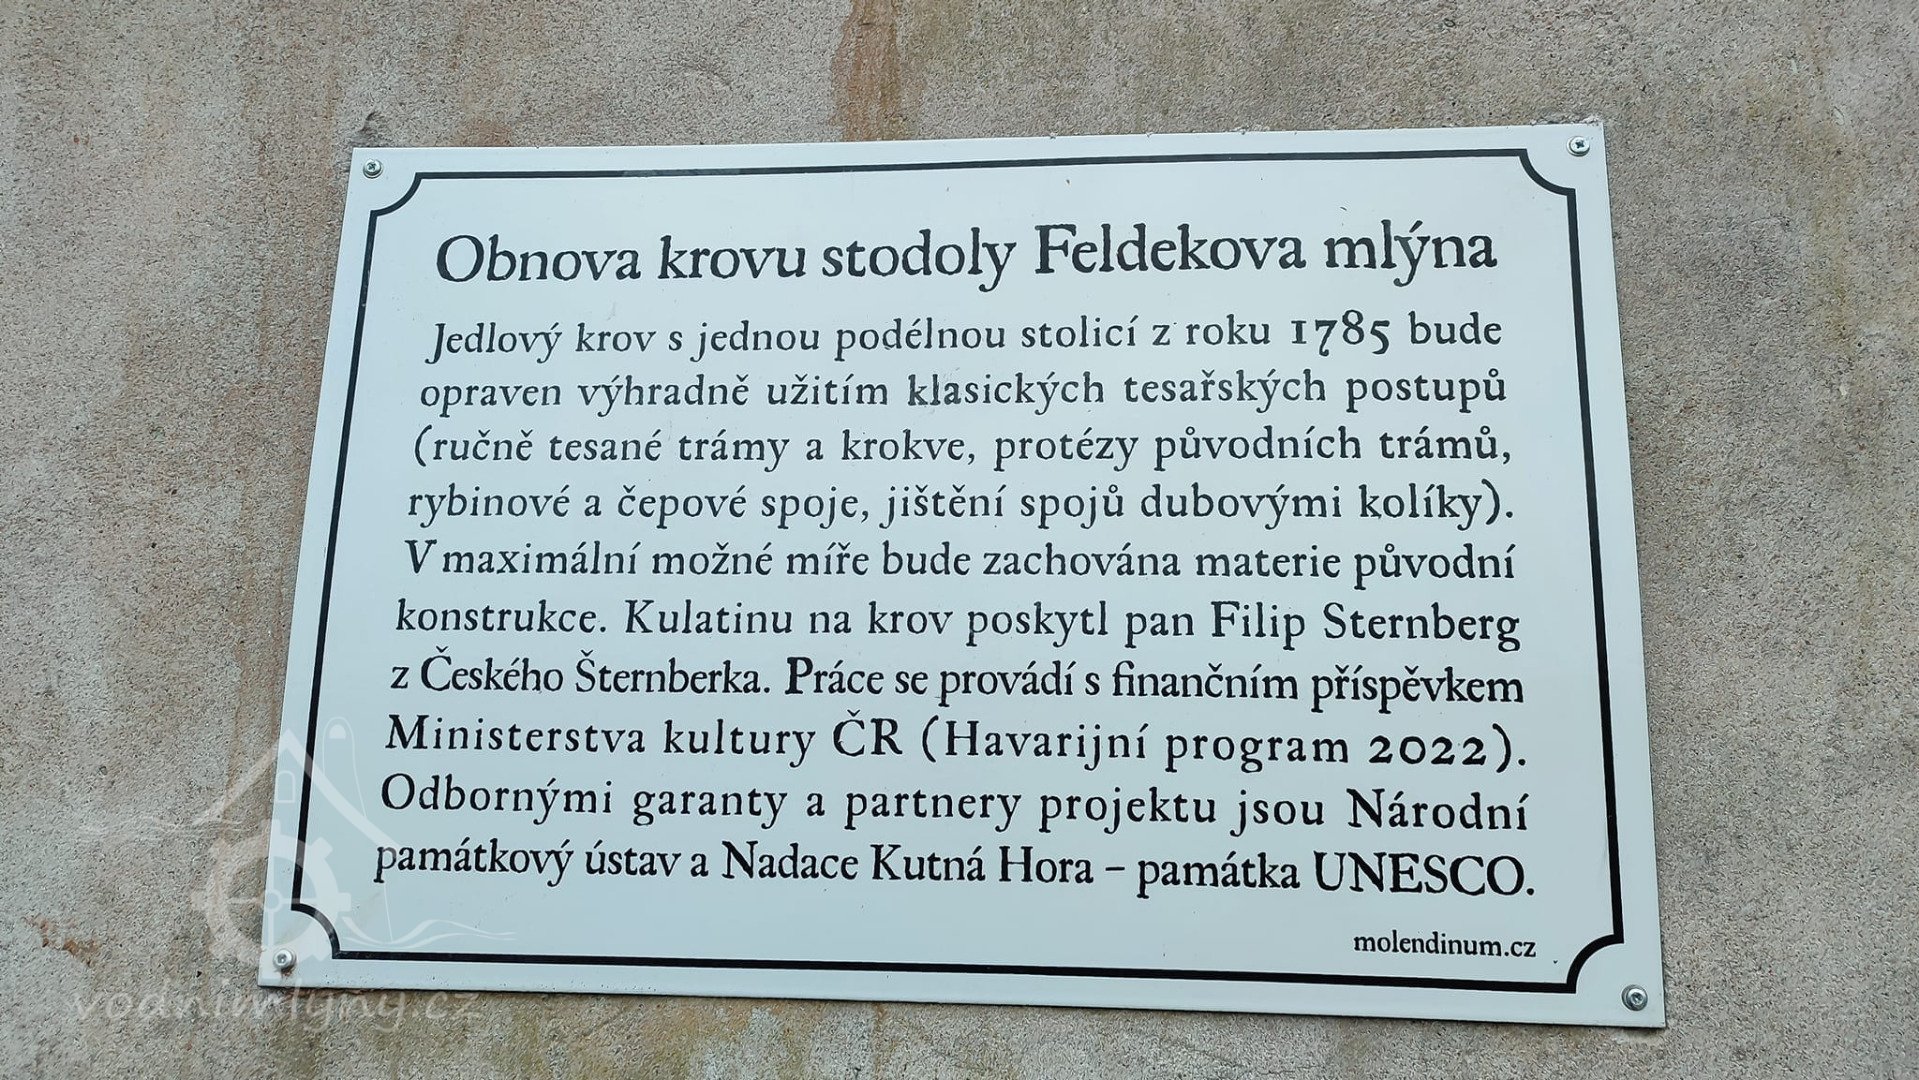 Obnova krovu stodoly Feldekova mlýna
Jedlový krov s jednou podélnou stolicí z roku 1785 bude
opraven výhradně užitím klasických tesařských postupů
(ručně tesané trámy a krokve, protézy původních trámů,
rybinové a čepové spoje, jištění spojů dubovými kolíky).
V maximální možné míře bude zachována materie původní
konstrukce. Kulatinu na krov poskytl pan Filip Sternberg
z Českého Šternberka. Práce se provádí s finančním příspěvkem
Ministerstva kultury ČR (Havarijní program 2022).
Odbornými garanty a partnery projektu jsou Národní
památkový ústav a Nadace Kutná Hora – památka UNESCO.
molendinum.cz
vodnimlyny.cz